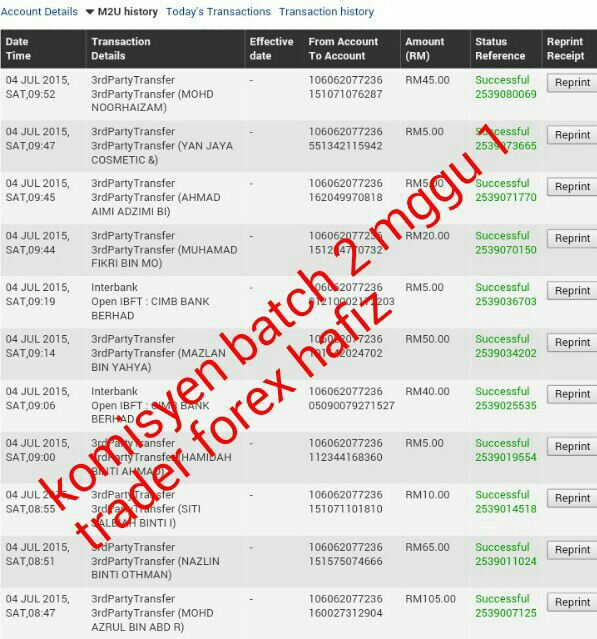 Account Details M2U history Today's Transactions Transaction history
Date Transaction Effective From Account Amount Status Reprint
Time Details date To Account (RM) Reference Receipt
04 JUL 2015, 3rdPartyTransfer - 106062077236 RM45.00 Successful Reprint
SAT,09:52 3rdPartyTransfer (MOHD 151071076287 2539080069
NOORHAIZAM)
04 JUL 2015, 3rdPartyTransfer - 106062077236 RM5.00 Successful Reprint
SAT,09:47 3rdPartyTransfer (YAN JAYA 551342115942 2539073665
COSMETIC &)
04 JUL 2015, 3rdPartyTransfer - 106062077236 RM5.00 Successful Reprint
SAT,09:45 3rdPartyTransfer (AHMAD 162049970818 2539071770
AIMI ADZIMI BI)
04 JUL 2015, 3rdPartyTransfer - 106062077236 RM20.00 Successful Reprint
SAT,09:44 3rdPartyTransfer (MUHAMAD 2539070150
FIKRI BIN MO)
04 JUL 2015, Interbank - 106062077236 RM5.00 Successful Reprint
SAT,09:19 Open IBFT : CIMB BANK 2539036703
BERHAD
04 JUL 2015, 3rdPartyTransfer - 106062077236 RM50.00 Successful Reprint
SAT,09:14 3rdPartyTransfer (MAZLAN 2539034202
BIN YAHYA)
04 JUL 2015, Interbank - 106062077236 RM40.00 Successful Reprint
SAT,09:06 Open IBFT : CIMB BANK 05090079271527 2539025535
BERHAD
04 JUL 2015, 3rdPartyTransfer - 106062077236 RM5.00 Successful Reprint
SAT,09:00 3rdPartyTransfer (HAMIDAH 112344168360 2539019554
BINTI AHMAD)
04 JUL 2015, 3rdPartyTransfer - 106062077236 RM10.00 Successful Reprint
SAT,08:55 3rdPartyTransfer (SITI 151071101810 2539014518
SALBIAH BINTI I)
04 JUL 2015, 3rdPartyTransfer - 106062077236 RM65.00 Successful Reprint
SAT,08:51 3rdPartyTransfer (NAZLIN 151575074666 2539011024
BINTI OTHMAN)
04 JUL 2015, 3rdPartyTransfer - 106062077236 RM105.00 Successful Reprint
SAT,08:47 3rdPartyTransfer (MOHD 160027312904 2539007125
AZRUL BIN ABD R)
komisyen batch 2 mggu 1
trader forex hafiz